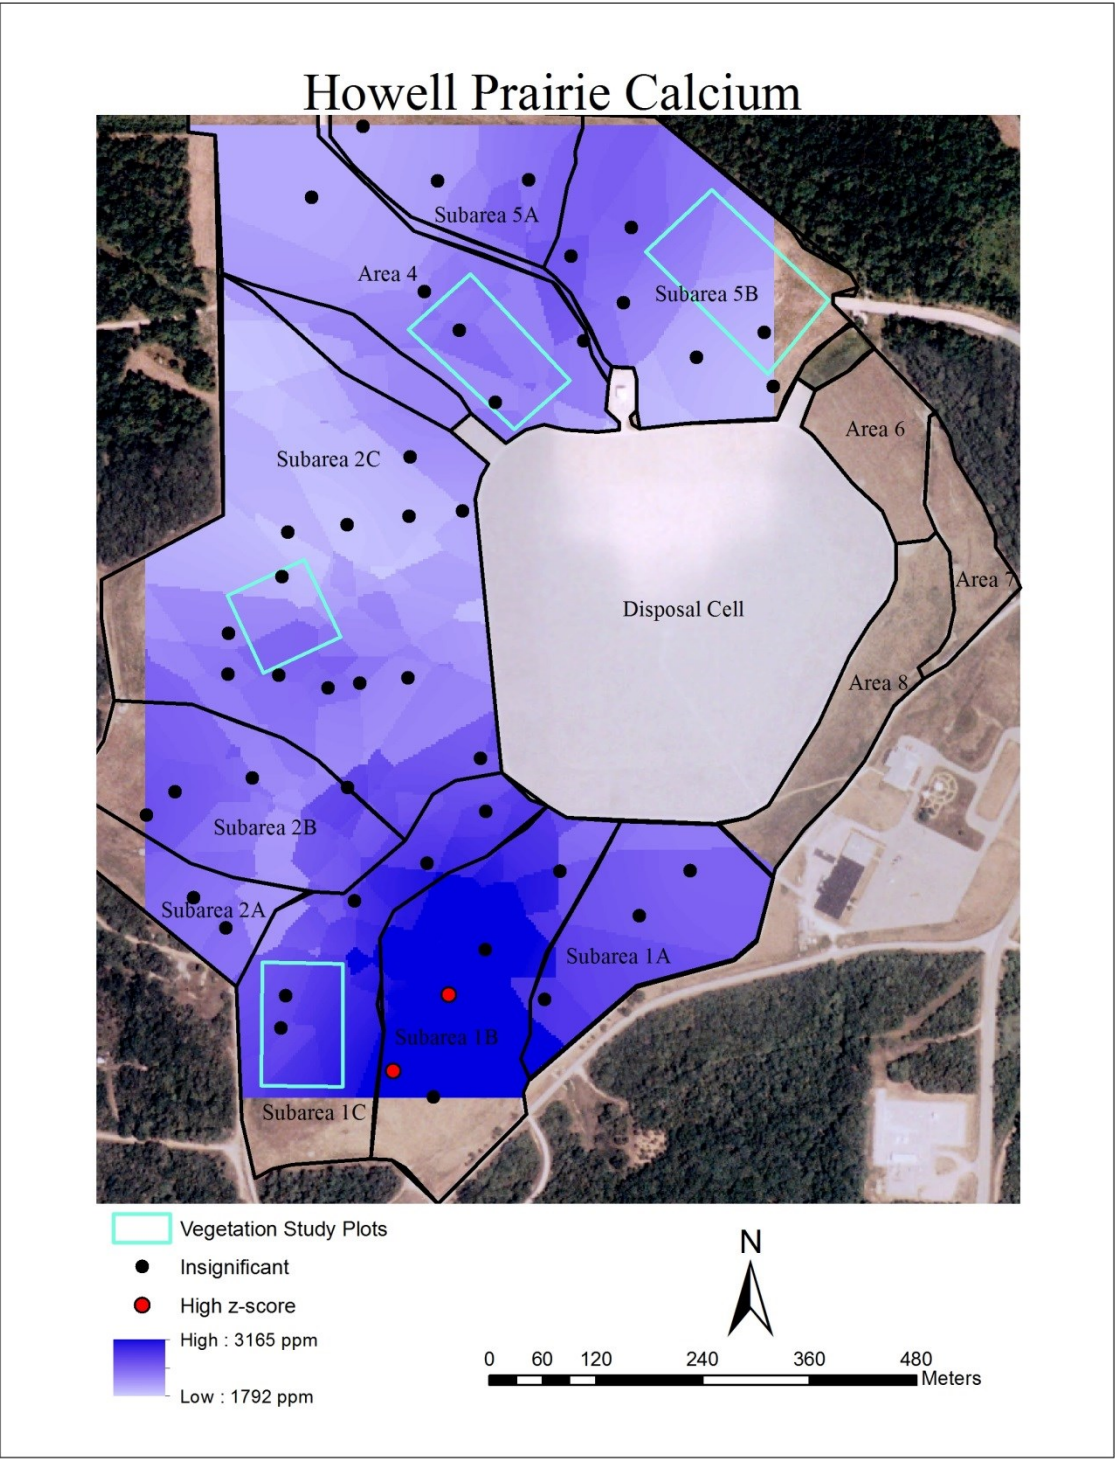 Howell Prairie Calcium
Subarea 5A
Area 4
Subarea 5B
Area 6
Subarea 2C
Area 7
Disposal Cell
Area 8
Subarea 2B
Subarea 2A
Subarea 1A
Subarea 1B
Subarea 1C
Vegetation Study Plots
Insignificant
High z-score
High : 3165 ppm
Low : 1792 ppm
N
0 60 120 240 360 480
Meters